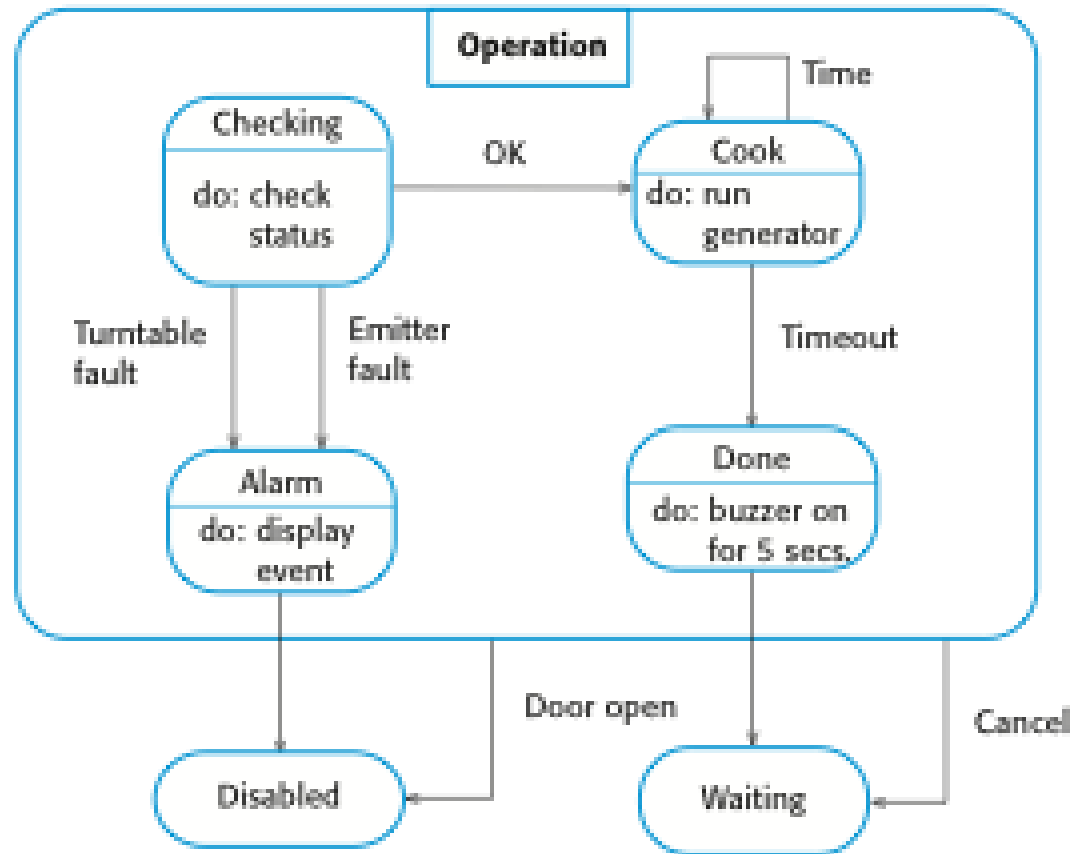 Operation
Time
Checking
OK
Cook
do: check
status
do: run
generator
Turntable
fault
Emitter
fault
Timeout
Alarm
do: display
event
Done
do: buzzer on
for 5 secs.
Door open
Cancel
Disabled
Waiting